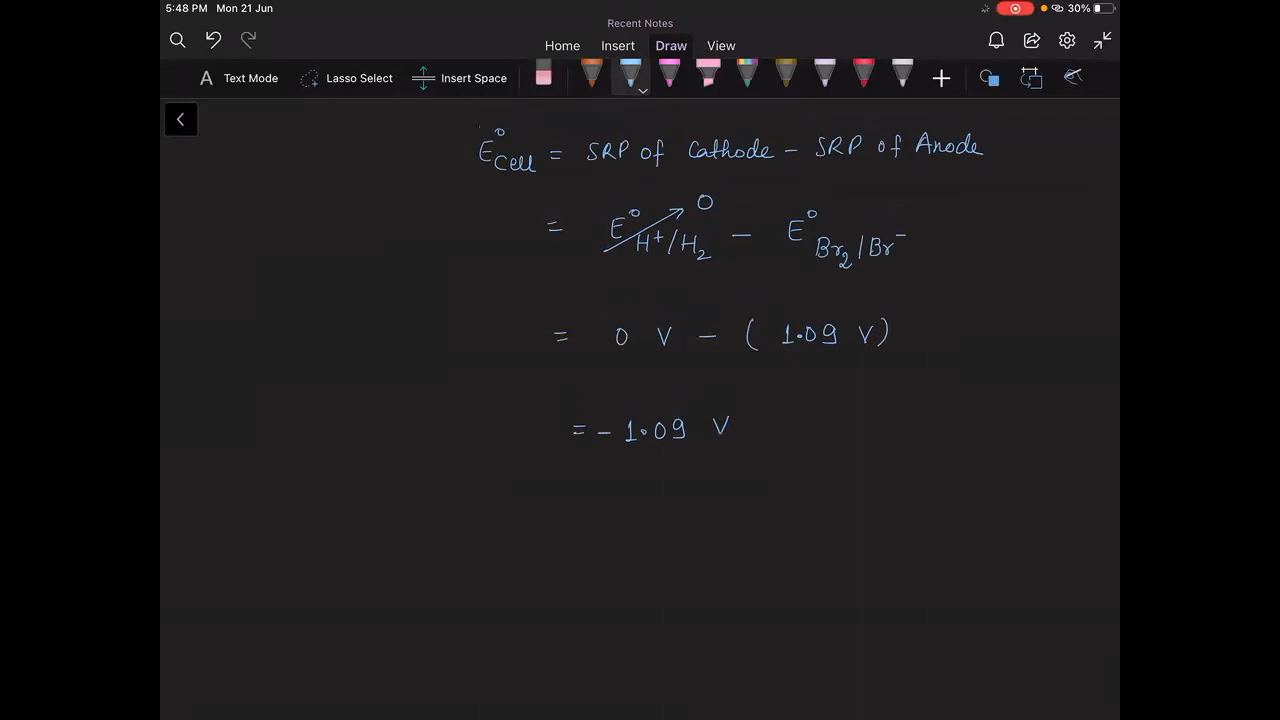 5:48 PM Mon 21 Jun
30%
Recent Notes
Home Insert Draw View
A Text Mode Lasso Select Insert Space
E°Cell = SRP of Cathode - SRP of Anode
= E°H⁺/H₂ 0 - E°Br₂/Br⁻
= 0 V - ( 1.09 V )
= - 1.09 V